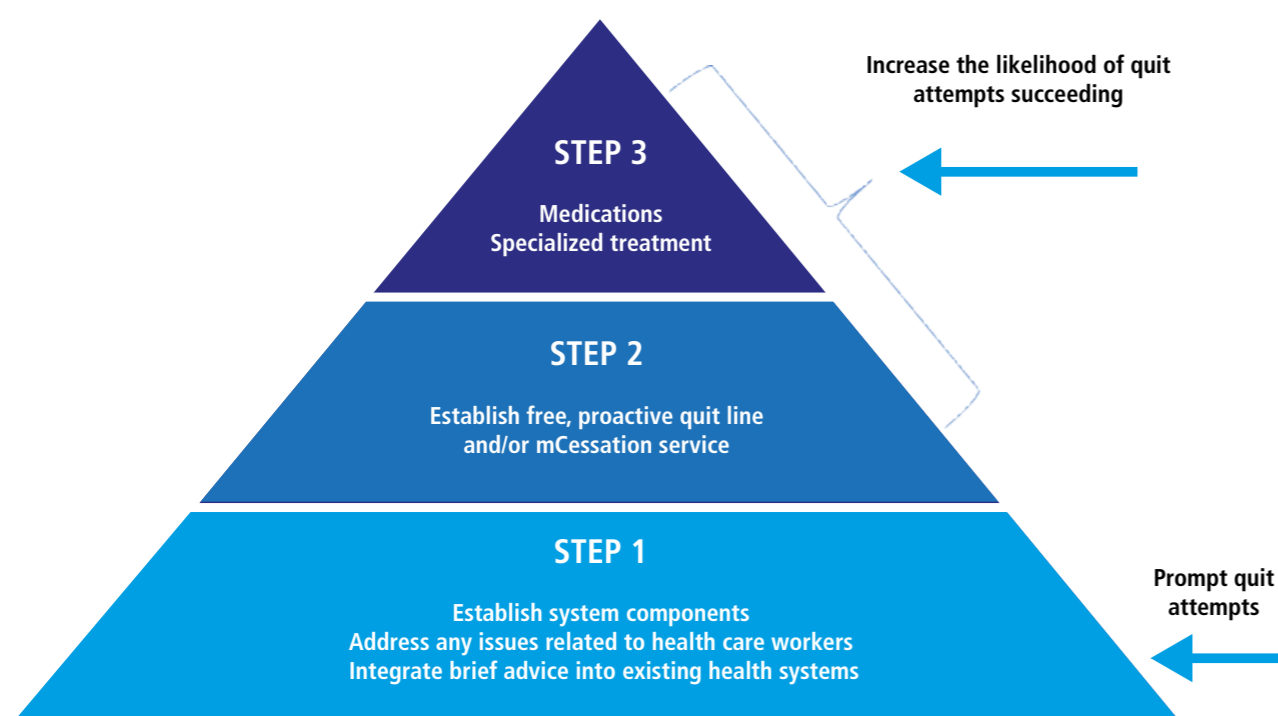 Increase the likelihood of quit
attempts succeeding
STEP 3
Medications
Specialized treatment
STEP 2
Establish free, proactive quit line
and/or mCessation service
STEP 1
Establish system components
Address any issues related to health care workers
Integrate brief advice into existing health systems
Prompt quit
attempts